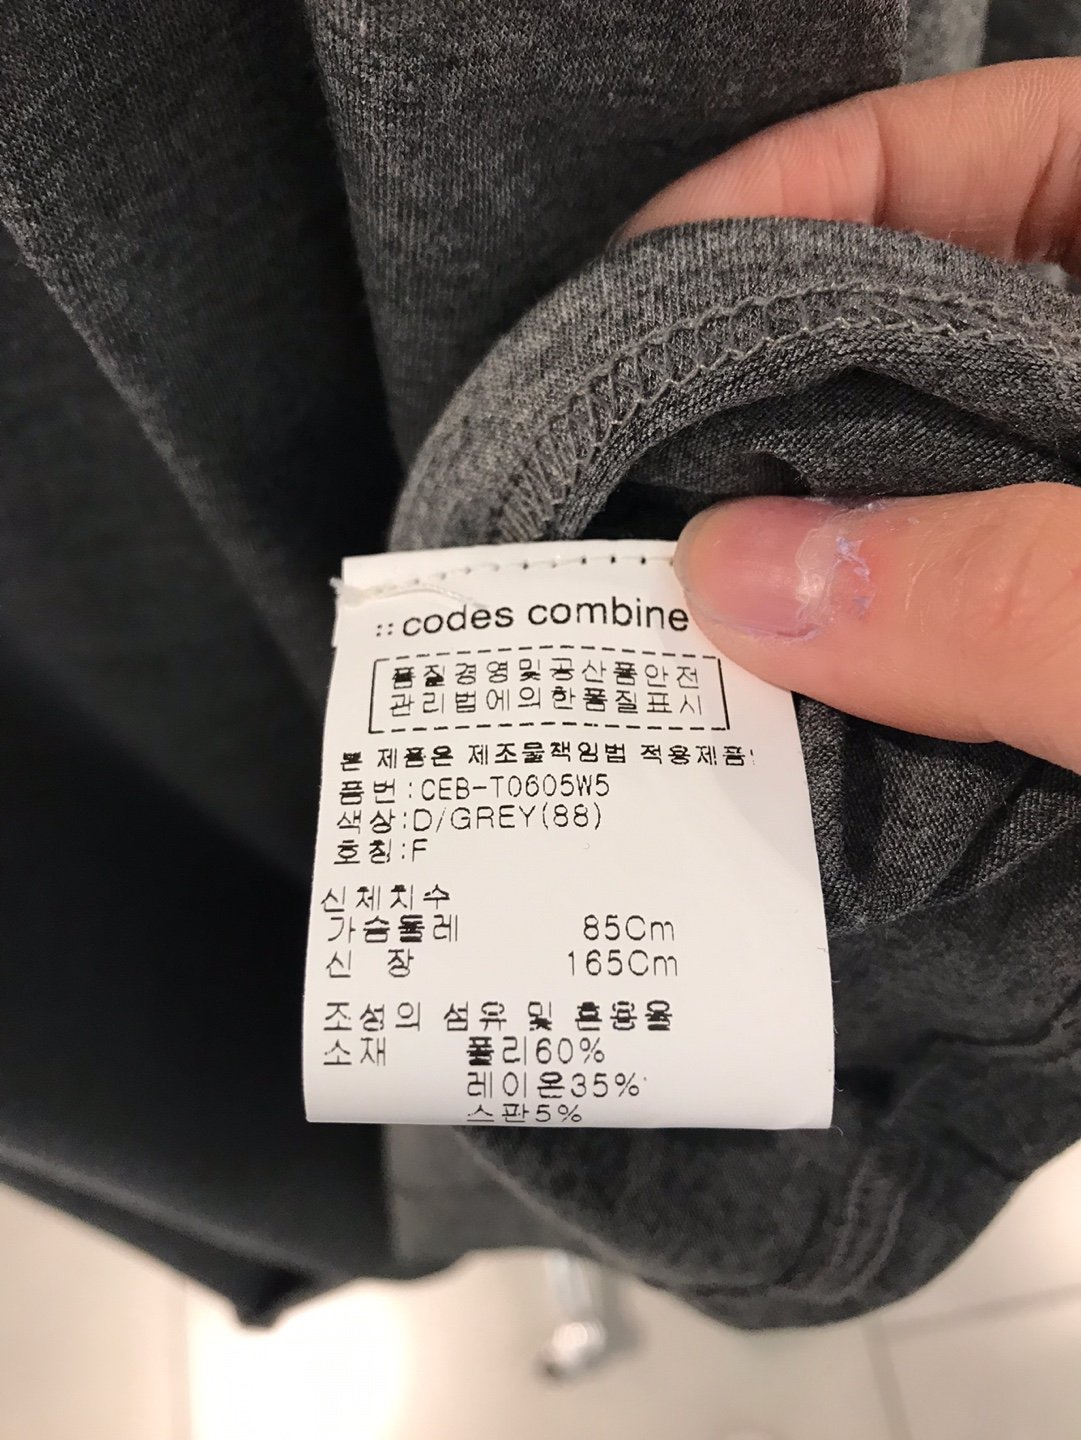 :: codes combine
품질경영및공산품안전
관리법에의한품질표시
본 제품은 제조물책임법 적용제품
품번:CEB-T0605W5
색상:D/GREY(88)
호칭:F
신체치수
가슴둘레 85Cm
신 장 165Cm
조성의 섬유 및 혼용율
소재 폴리60%
레이온35%
스판5%